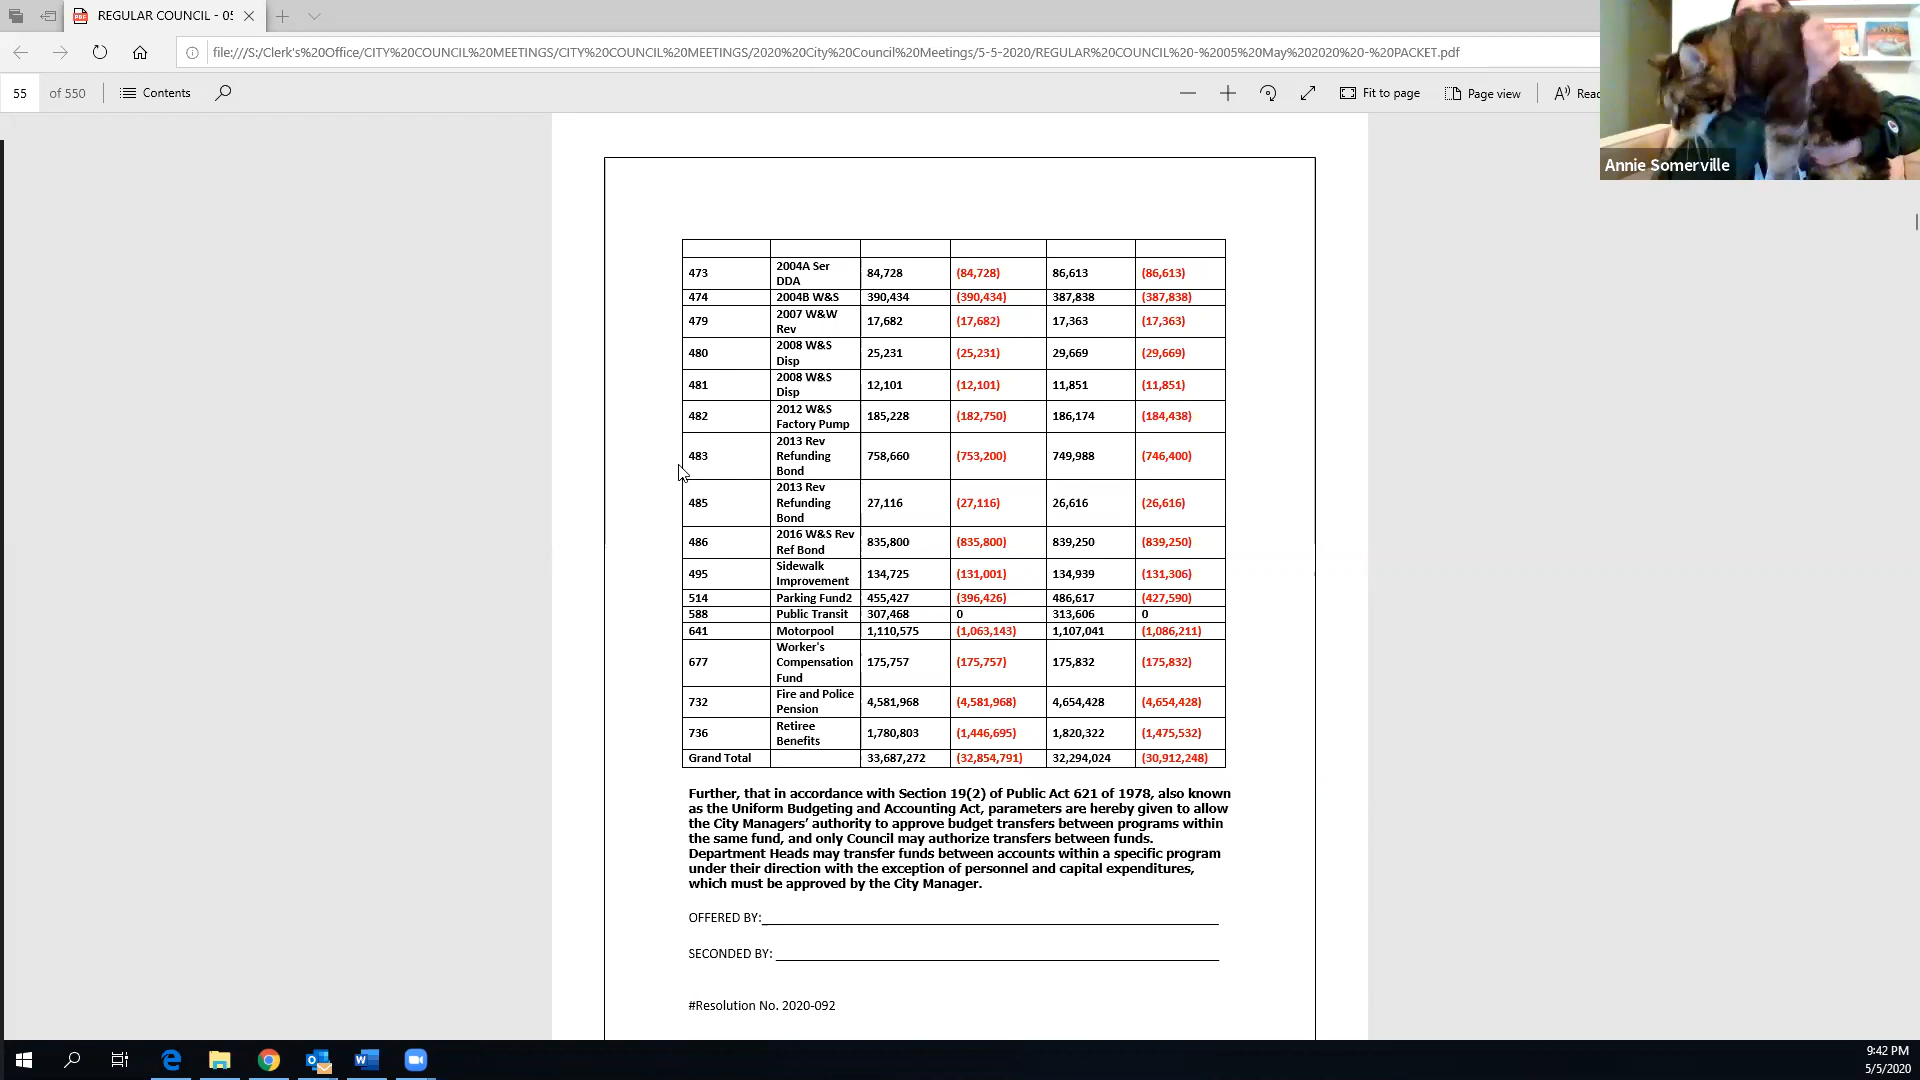 REGULAR COUNCIL - 05
file:///S:/Clerk's%20Office/CITY%20COUNCIL%20MEETINGS/CITY%20COUNCIL%20MEETINGS/2020%20City%20Council%20Meetings/5-5-2020/REGULAR%20COUNCIL%20-%2005%20May%202020%20-%20PACKET.pdf
55 of 550 Contents Fit to page Page view Read
Annie Somerville
473 2004A Ser DDA 84,728 (84,728) 86,613 (86,613)
474 2004B W&S 390,434 (390,434) 387,838 (387,838)
479 2007 W&W Rev 17,682 (17,682) 17,363 (17,363)
480 2008 W&S Disp 25,231 (25,231) 29,669 (29,669)
481 2008 W&S Disp 12,101 (12,101) 11,851 (11,851)
482 2012 W&S Factory Pump 185,228 (182,750) 186,174 (184,438)
483 2013 Rev Refunding Bond 758,660 (753,200) 749,988 (746,400)
485 2013 Rev Refunding Bond 27,116 (27,116) 26,616 (26,616)
486 2016 W&S Rev Ref Bond 835,800 (835,800) 839,250 (839,250)
495 Sidewalk Improvement 134,725 (131,001) 134,939 (131,306)
514 Parking Fund2 455,427 (396,426) 486,617 (427,590)
588 Public Transit 307,468 0 313,606 0
641 Motorpool 1,110,575 (1,063,143) 1,107,041 (1,086,211)
677 Worker's Compensation Fund 175,757 (175,757) 175,832 (175,832)
732 Fire and Police Pension 4,581,968 (4,581,968) 4,654,428 (4,654,428)
736 Retiree Benefits 1,780,803 (1,446,695) 1,820,322 (1,475,532)
Grand Total 33,687,272 (32,854,791) 32,294,024 (30,912,248)
Further, that in accordance with Section 19(2) of Public Act 621 of 1978, also known
as the Uniform Budgeting and Accounting Act, parameters are hereby given to allow
the City Managers' authority to approve budget transfers between programs within
the same fund, and only Council may authorize transfers between funds.
Department Heads may transfer funds between accounts within a specific program
under their direction with the exception of personnel and capital expenditures,
which must be approved by the City Manager.
OFFERED BY:
SECONDED BY:
#Resolution No. 2020-092
9:42 PM
5/5/2020